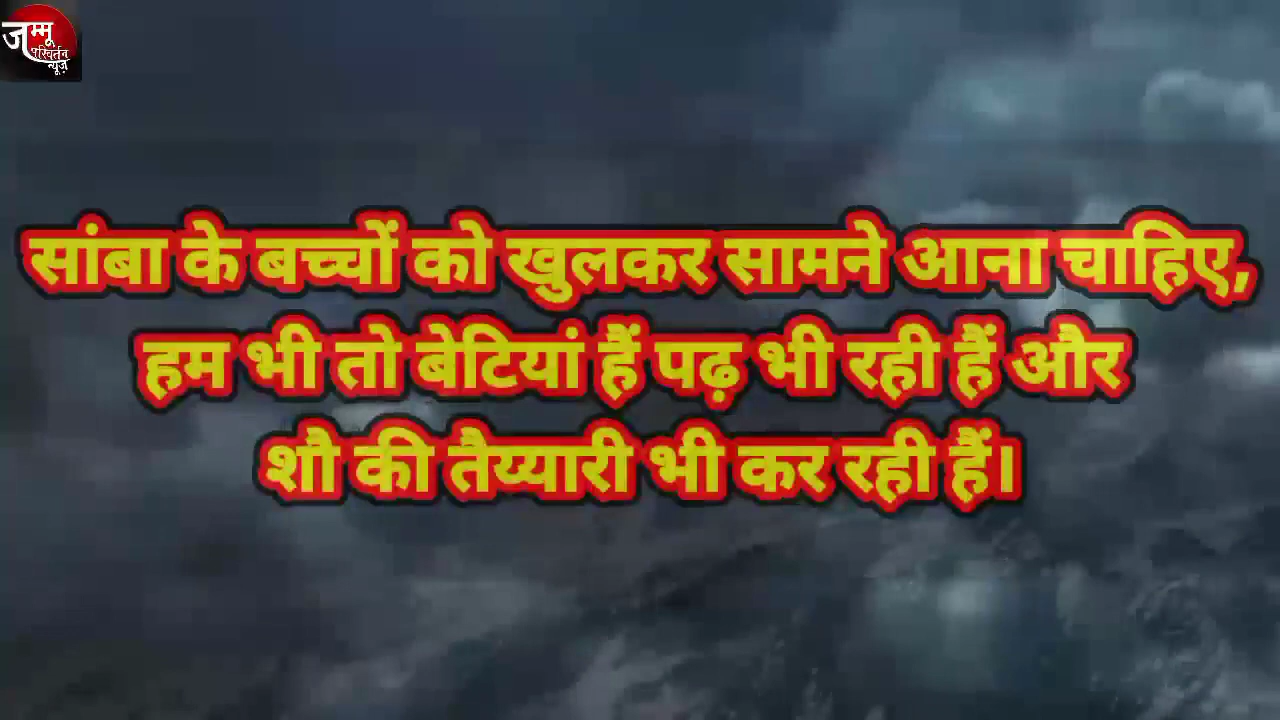 जम्मू
परिवर्तन
न्यूज़
सांबा के बच्चों को खुलकर सामने आना चाहिए,
हम भी तो बेटियां हैं पढ़ भी रही हैं और
शौ की तैय्यारी भी कर रही हैं।